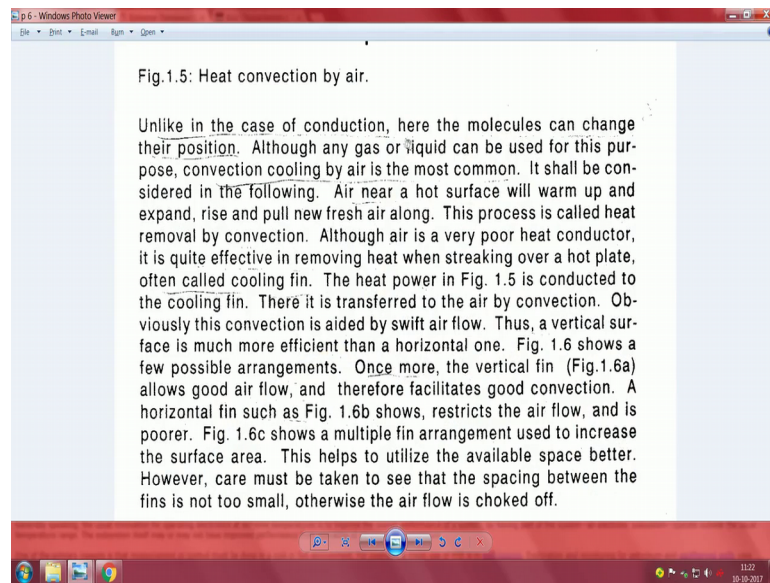 p 6 - Windows Photo Viewer
File Print E-mail Burn Open
Fig.1.5: Heat convection by air.
Unlike in the case of conduction, here the molecules can change
their position. Although any gas or liquid can be used for this pur-
pose, convection cooling by air is the most common. It shall be con-
sidered in the following. Air near a hot surface will warm up and
expand, rise and pull new fresh air along. This process is called heat
removal by convection. Although air is a very poor heat conductor,
it is quite effective in removing heat when streaking over a hot plate,
often called cooling fin. The heat power in Fig. 1.5 is conducted to
the cooling fin. There it is transferred to the air by convection. Ob-
viously this convection is aided by swift air flow. Thus, a vertical sur-
face is much more efficient than a horizontal one. Fig. 1.6 shows a
few possible arrangements. Once more, the vertical fin (Fig.1.6a)
allows good air flow, and therefore facilitates good convection. A
horizontal fin such as Fig. 1.6b shows, restricts the air flow, and is
poorer. Fig. 1.6c shows a multiple fin arrangement used to increase
the surface area. This helps to utilize the available space better.
However, care must be taken to see that the spacing between the
fins is not too small, otherwise the air flow is choked off.
11:22
10-10-2017